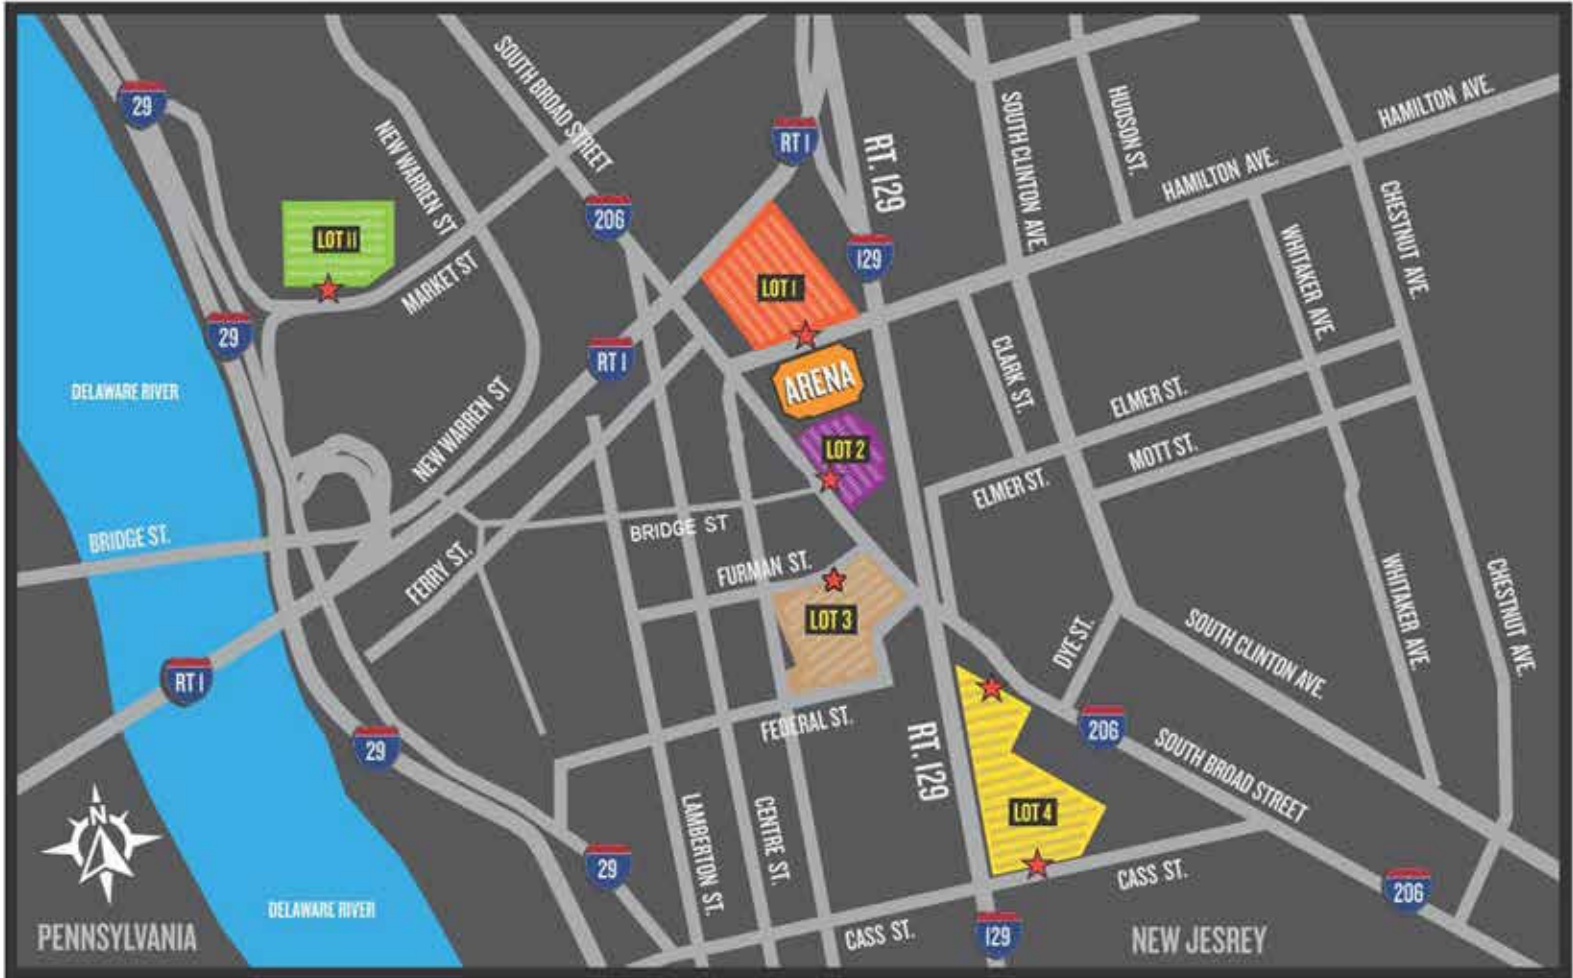 29
SOUTH BROAD STREET
NEW WARREN ST
RT 1
RT. 129
SOUTH CLINTON AVE.
HUDSON ST.
HAMILTON AVE.
HAMILTON AVE.
206
LOT 11
MARKET ST
129
LOT 1
CHESTNUT AVE.
WHITAKER AVE.
29
RT 1
ARENA
CLARK ST.
ELMER ST.
DELAWARE RIVER
NEW WARREN ST
LOT 2
MOTT ST.
ELMER ST.
BRIDGE ST.
BRIDGE ST
FERRY ST.
FURMAN ST.
LOT 3
WHITAKER AVE.
CHESTNUT AVE.
DYE ST.
SOUTH CLINTON AVE.
RT 1
FEDERAL ST.
206
29
RT. 129
SOUTH BROAD STREET
LOT 4
LAMBERTON ST.
CENTRE ST.
N
29
CASS ST.
206
DELAWARE RIVER
PENNSYLVANIA
CASS ST.
129
NEW JESREY